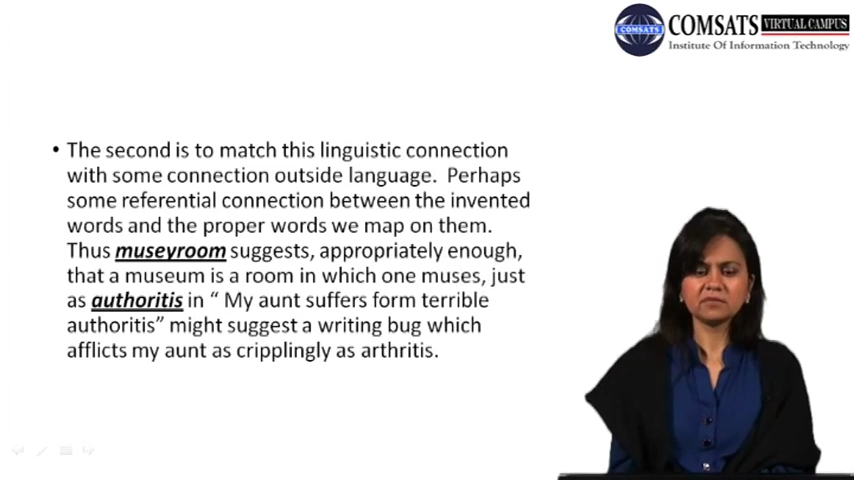 COMSATS
COMSATS VIRTUAL CAMPUS
Institute Of Information Technology
• The second is to match this linguistic connection
with some connection outside language. Perhaps
some referential connection between the invented
words and the proper words we map on them.
Thus museyroom suggests, appropriately enough,
that a museum is a room in which one muses, just
as authoritis in “ My aunt suffers form terrible
authoritis” might suggest a writing bug which
afflicts my aunt as cripplingly as arthritis.